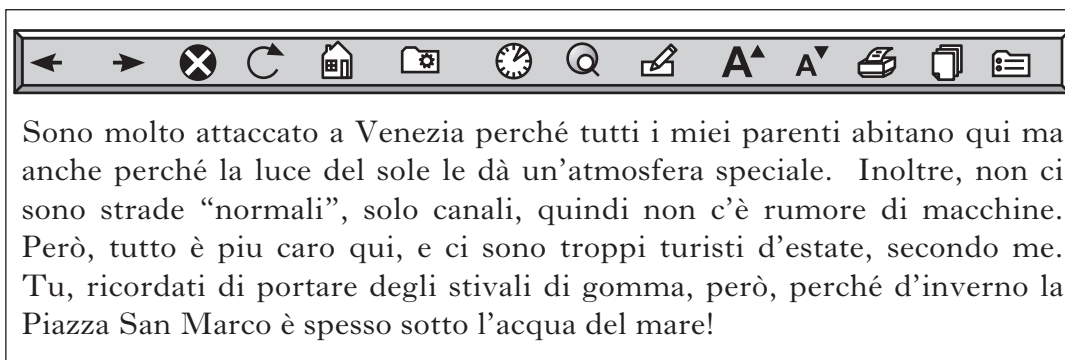 A A
Sono molto attaccato a Venezia perché tutti i miei parenti abitano qui ma
anche perché la luce del sole le dà un’atmosfera speciale.  Inoltre, non ci
sono strade “normali”, solo canali, quindi non c’è rumore di macchine.
Però, tutto è piu caro qui, e ci sono troppi turisti d’estate, secondo me.
Tu, ricordati di portare degli stivali di gomma, però, perché d’inverno la
Piazza San Marco è spesso sotto l’acqua del mare!